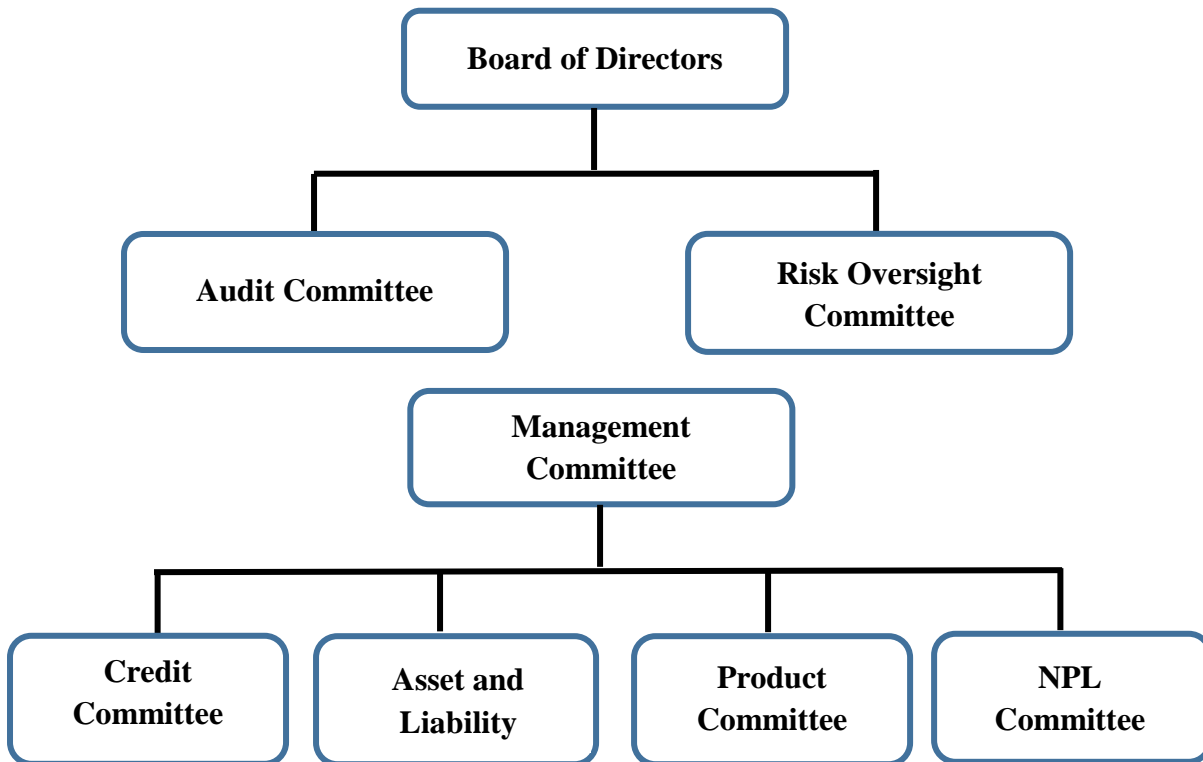 Board of Directors
Audit Committee
Risk Oversight
Committee
Management
Committee
Credit
Committee
Asset and
Liability
Product
Committee
NPL
Committee